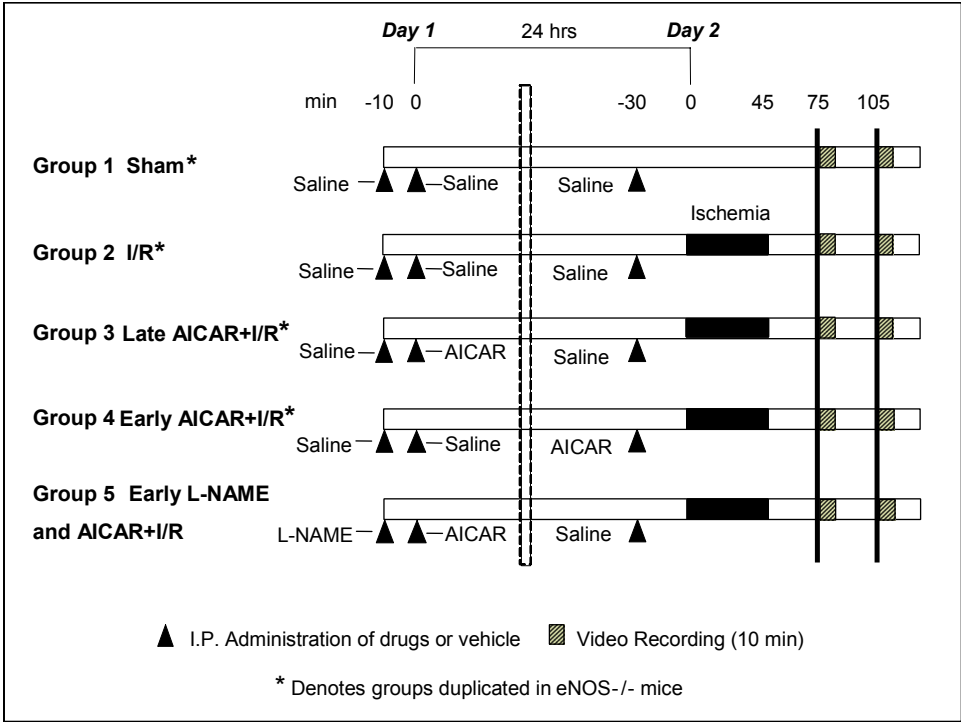 Day 1 24 hrs Day 2
min -10 0 -30 0 45 75 105
Group 1 Sham*
Saline Saline Saline
Ischemia
Group 2 I/R*
Saline Saline Saline
Group 3 Late AICAR+I/R*
Saline AICAR Saline
Group 4 Early AICAR+I/R*
Saline Saline AICAR
Group 5 Early L-NAME
and AICAR+I/R
L-NAME AICAR Saline
I.P. Administration of drugs or vehicle Video Recording (10 min)
* Denotes groups duplicated in eNOS-/- mice